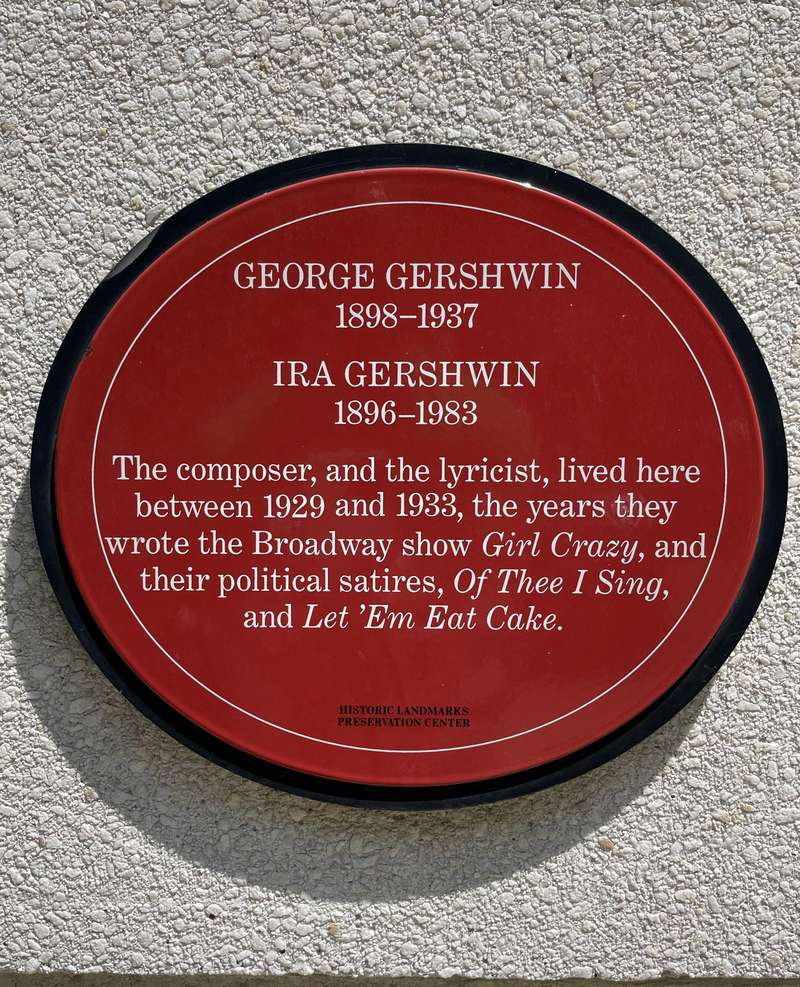 GEORGE GERSHWIN
1898–1937
IRA GERSHWIN
1896–1983
The composer, and the lyricist, lived here
between 1929 and 1933, the years they
wrote the Broadway show Girl Crazy, and
their political satires, Of Thee I Sing,
and Let ’Em Eat Cake.
HISTORIC LANDMARKS
PRESERVATION CENTER